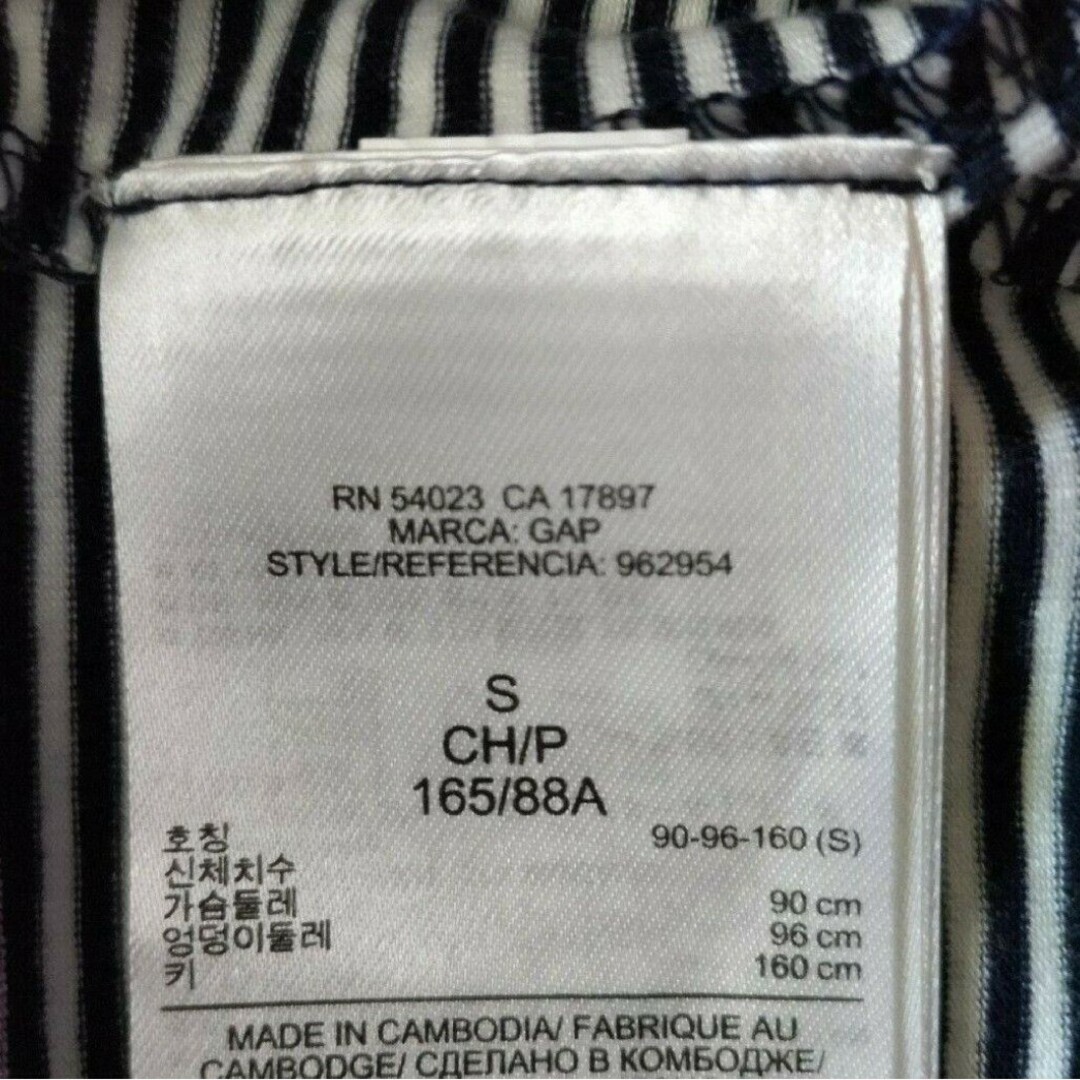 RN 54023 CA 17897
MARCA: GAP
STYLE/REFERENCIA: 962954
S
CH/P
165/88A
호칭 90-96-160 (S)
신체치수
가슴둘레 90 cm
엉덩이둘레 96 cm
키 160 cm
MADE IN CAMBODIA/ FABRIQUE AU
CAMBODGE/ СДЕЛАНО В КОМБОДЖЕ/